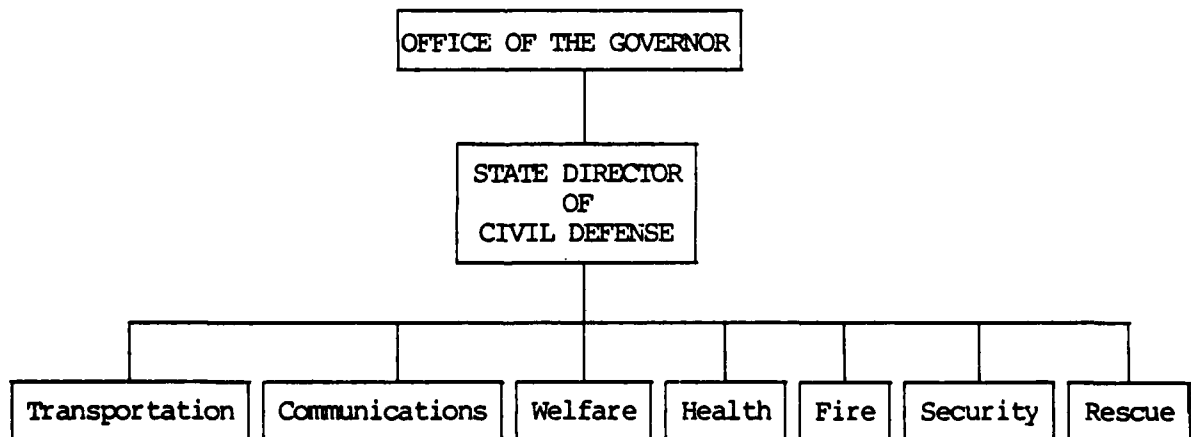 OFFICE OF THE GOVERNOR
STATE DIRECTOR
OF
CIVIL DEFENSE
Transportation
Communications
Welfare
Health
Fire
Security
Rescue